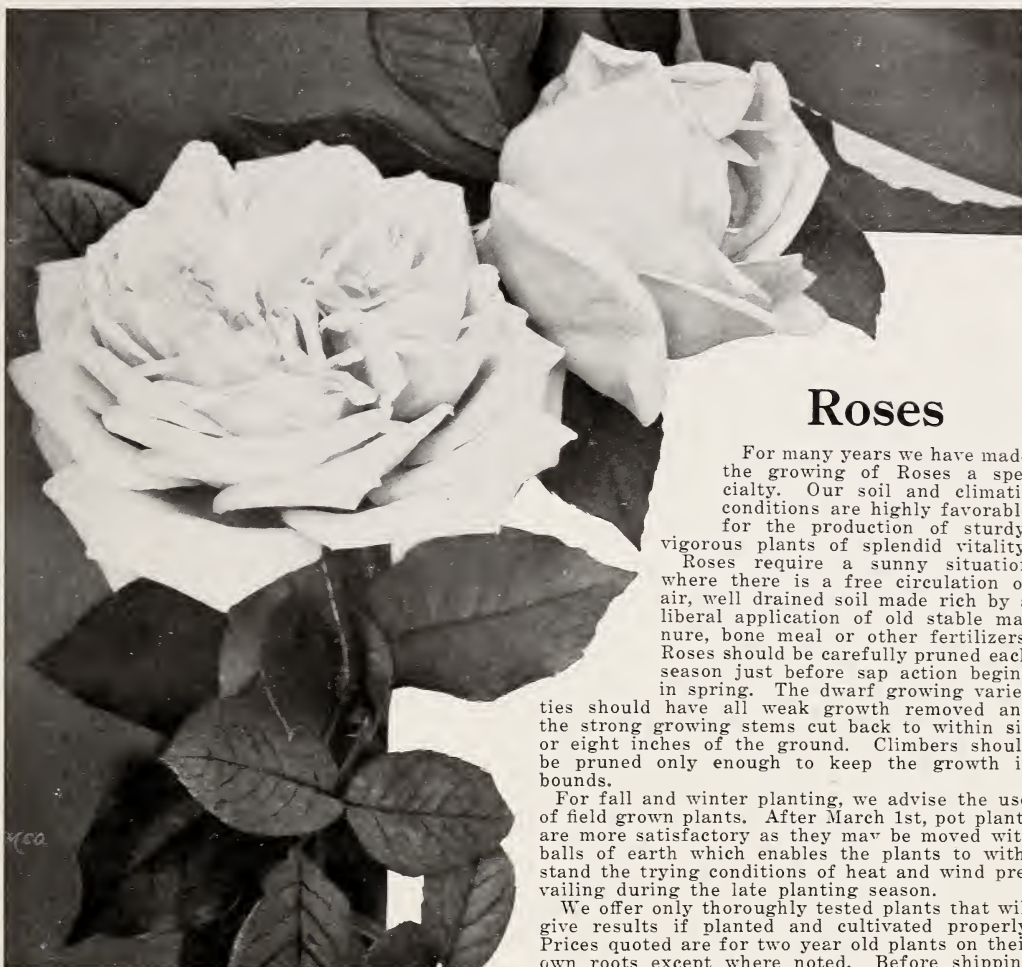 Roses
For many years we have made
the growing of Roses a spe
cialty. Our soil and climati
conditions are highly favorabl
for the production of sturdy
vigorous plants of splendid vitality
Roses require a sunny situation
where there is a free circulation o
air, well drained soil made rich by
liberal application of old stable ma
nure, bone meal or other fertilizers
Roses should be carefully pruned each
season just before sap action begin
in spring. The dwarf growing varie
ties should have all weak growth removed an
the strong growing stems cut back to within si
or eight inches of the ground. Climbers shoul
be pruned only enough to keep the growth i
bounds.
For fall and winter planting, we advise the use
of field grown plants. After March 1st, pot plant
are more satisfactory as they may be moved wit
balls of earth which enables the plants to with
stand the trying conditions of heat and wind pre
vailing during the late planting season.
We offer only thoroughly tested plants that wil
give results if planted and cultivated properly
Prices quoted are for two year old plants on thei
own roots except where noted. Before shippin